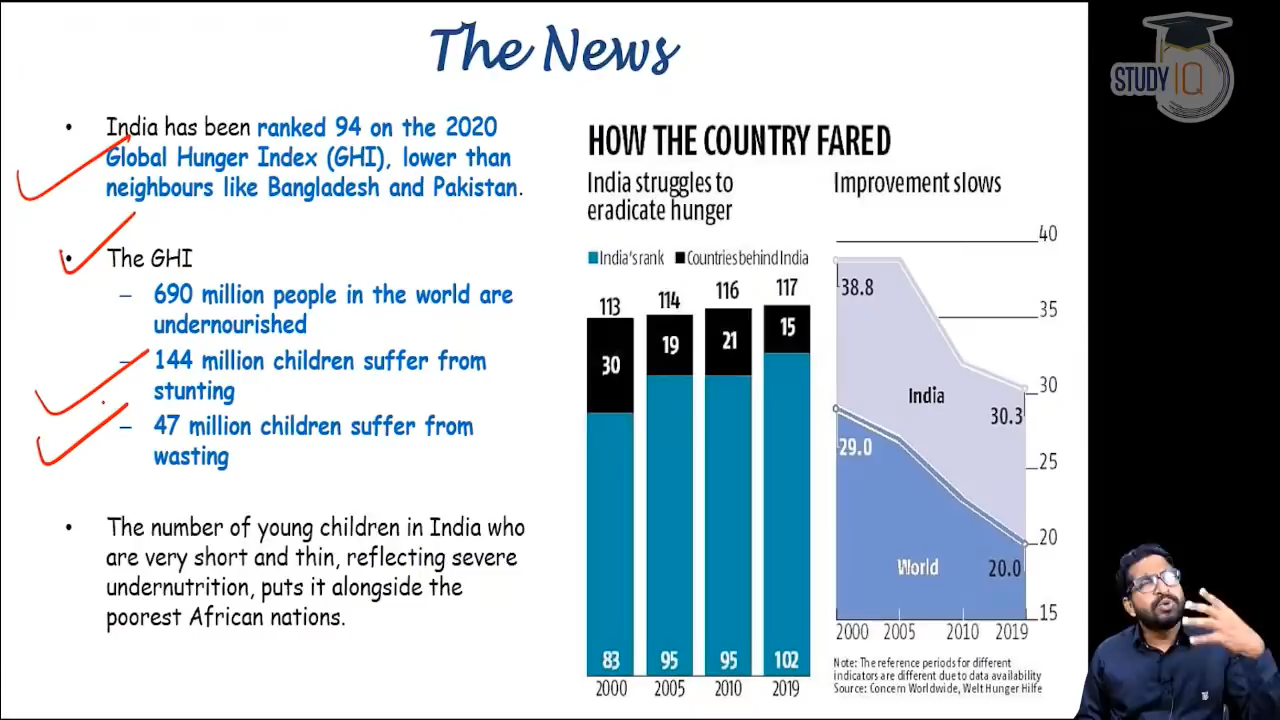 The News
STUDY IQ
• India has been ranked 94 on the 2020
Global Hunger Index (GHI), lower than
neighbours like Bangladesh and Pakistan.
• The GHI
– 690 million people in the world are
undernourished
– 144 million children suffer from
stunting
– 47 million children suffer from
wasting
• The number of young children in India who
are very short and thin, reflecting severe
undernutrition, puts it alongside the
poorest African nations.
HOW THE COUNTRY FARED
India struggles to
eradicate hunger
India's rank Countries behind India
113 114 116 117
30 19 21 15
83 95 95 102
2000 2005 2010 2019
Improvement slows
40
38.8
35
India
30
30.3
29.0
25
20
World
20.0
15
2000 2005 2010 2019
Note: The reference periods for different
indicators are different due to data availability
Source: Concern Worldwide, Welt Hunger Hilfe